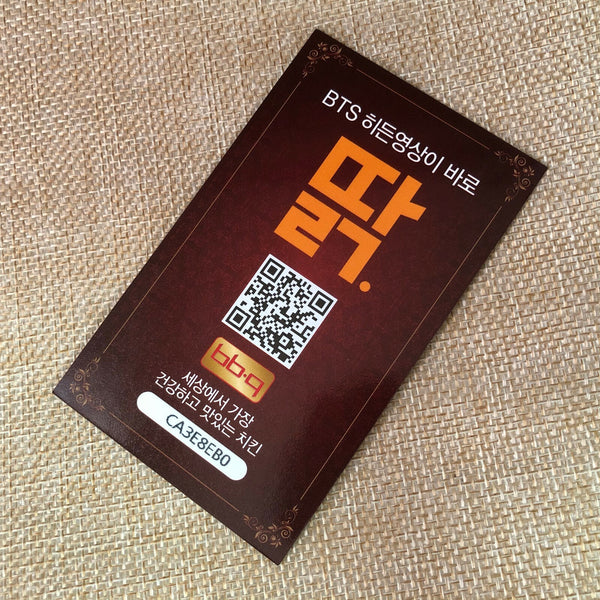 BTS 히든영상이 바로
딹.
bb.q
세상에서 가장
건강하고 맛있는 치킨
CA3E8EB0